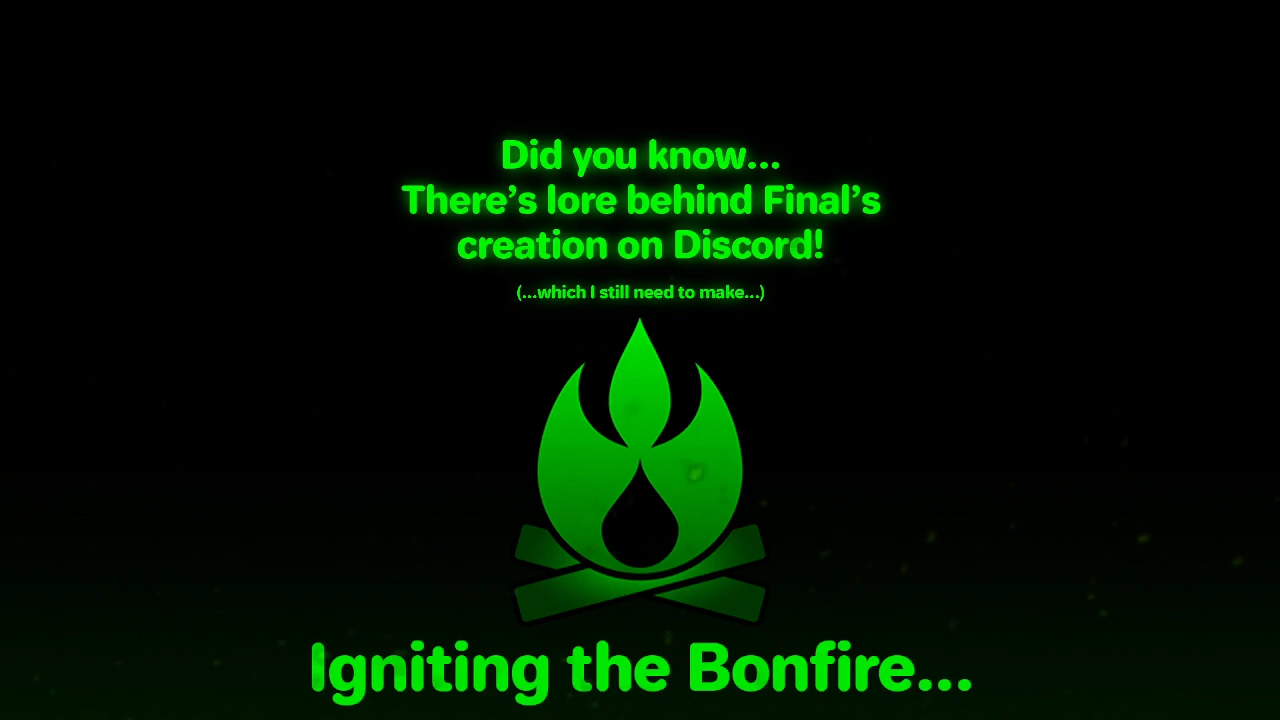 Did you know...
There’s lore behind Final’s
creation on Discord!
(...which I still need to make...)
Igniting the Bonfire...